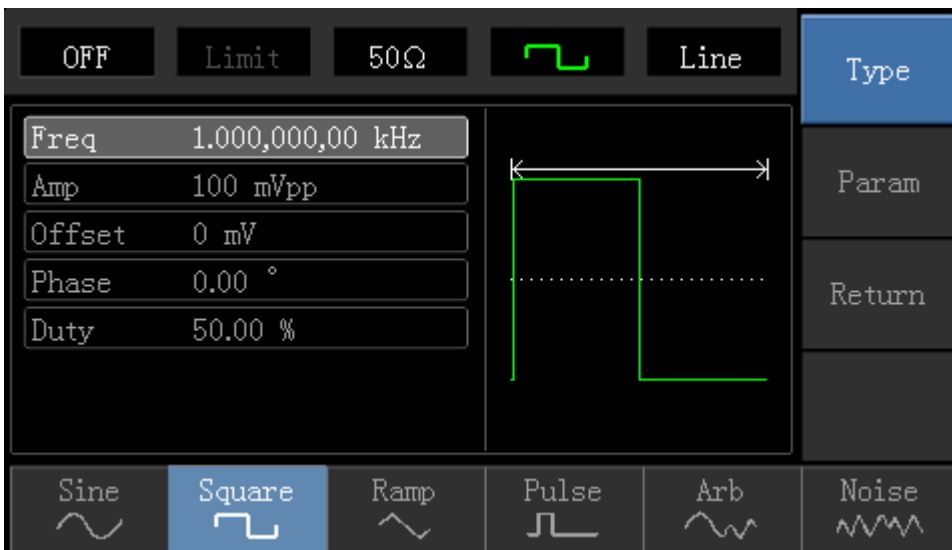 OFF Limit 50Ω Line Type
Freq 1.000,000,00 kHz
Amp 100 mVpp
Param
Offset 0 mV
Phase 0.00 °
Return
Duty 50.00 %
Sine Square Ramp Pulse Arb Noise